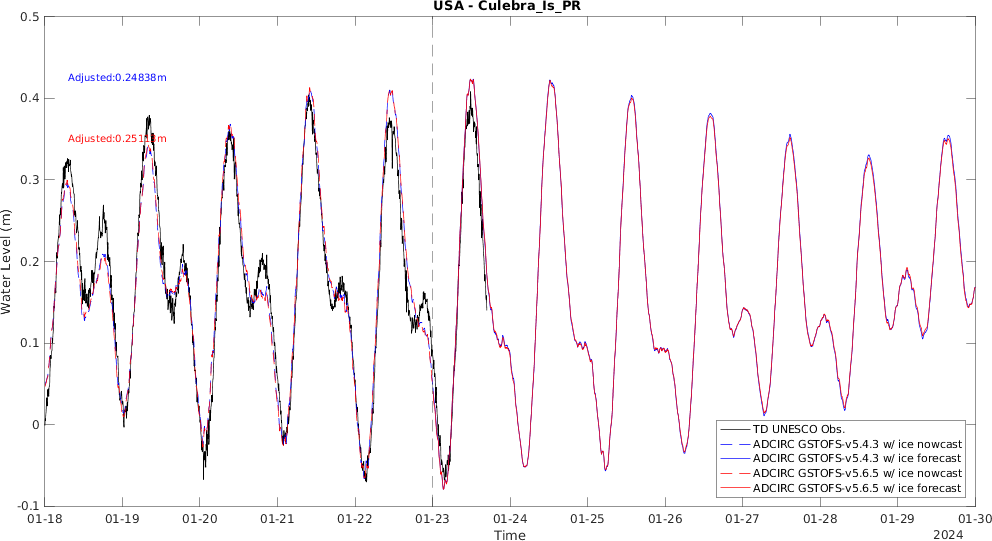 USA - Culebra_Is_PR
0.5
0.4
0.3
0.2
0.1
0
-0.1
Water Level (m)
Adjusted:0.24838m
TD UNESCO Obs.
ADCIRC GSTOFS-v5.4.3 w/ ice nowcast
ADCIRC GSTOFS-v5.4.3 w/ ice forecast
ADCIRC GSTOFS-v5.6.5 w/ ice nowcast
ADCIRC GSTOFS-v5.6.5 w/ ice forecast
01-18 01-19 01-20 01-21 01-22 01-23 01-24 01-25 01-26 01-27 01-28 01-29 01-30
Time
2024